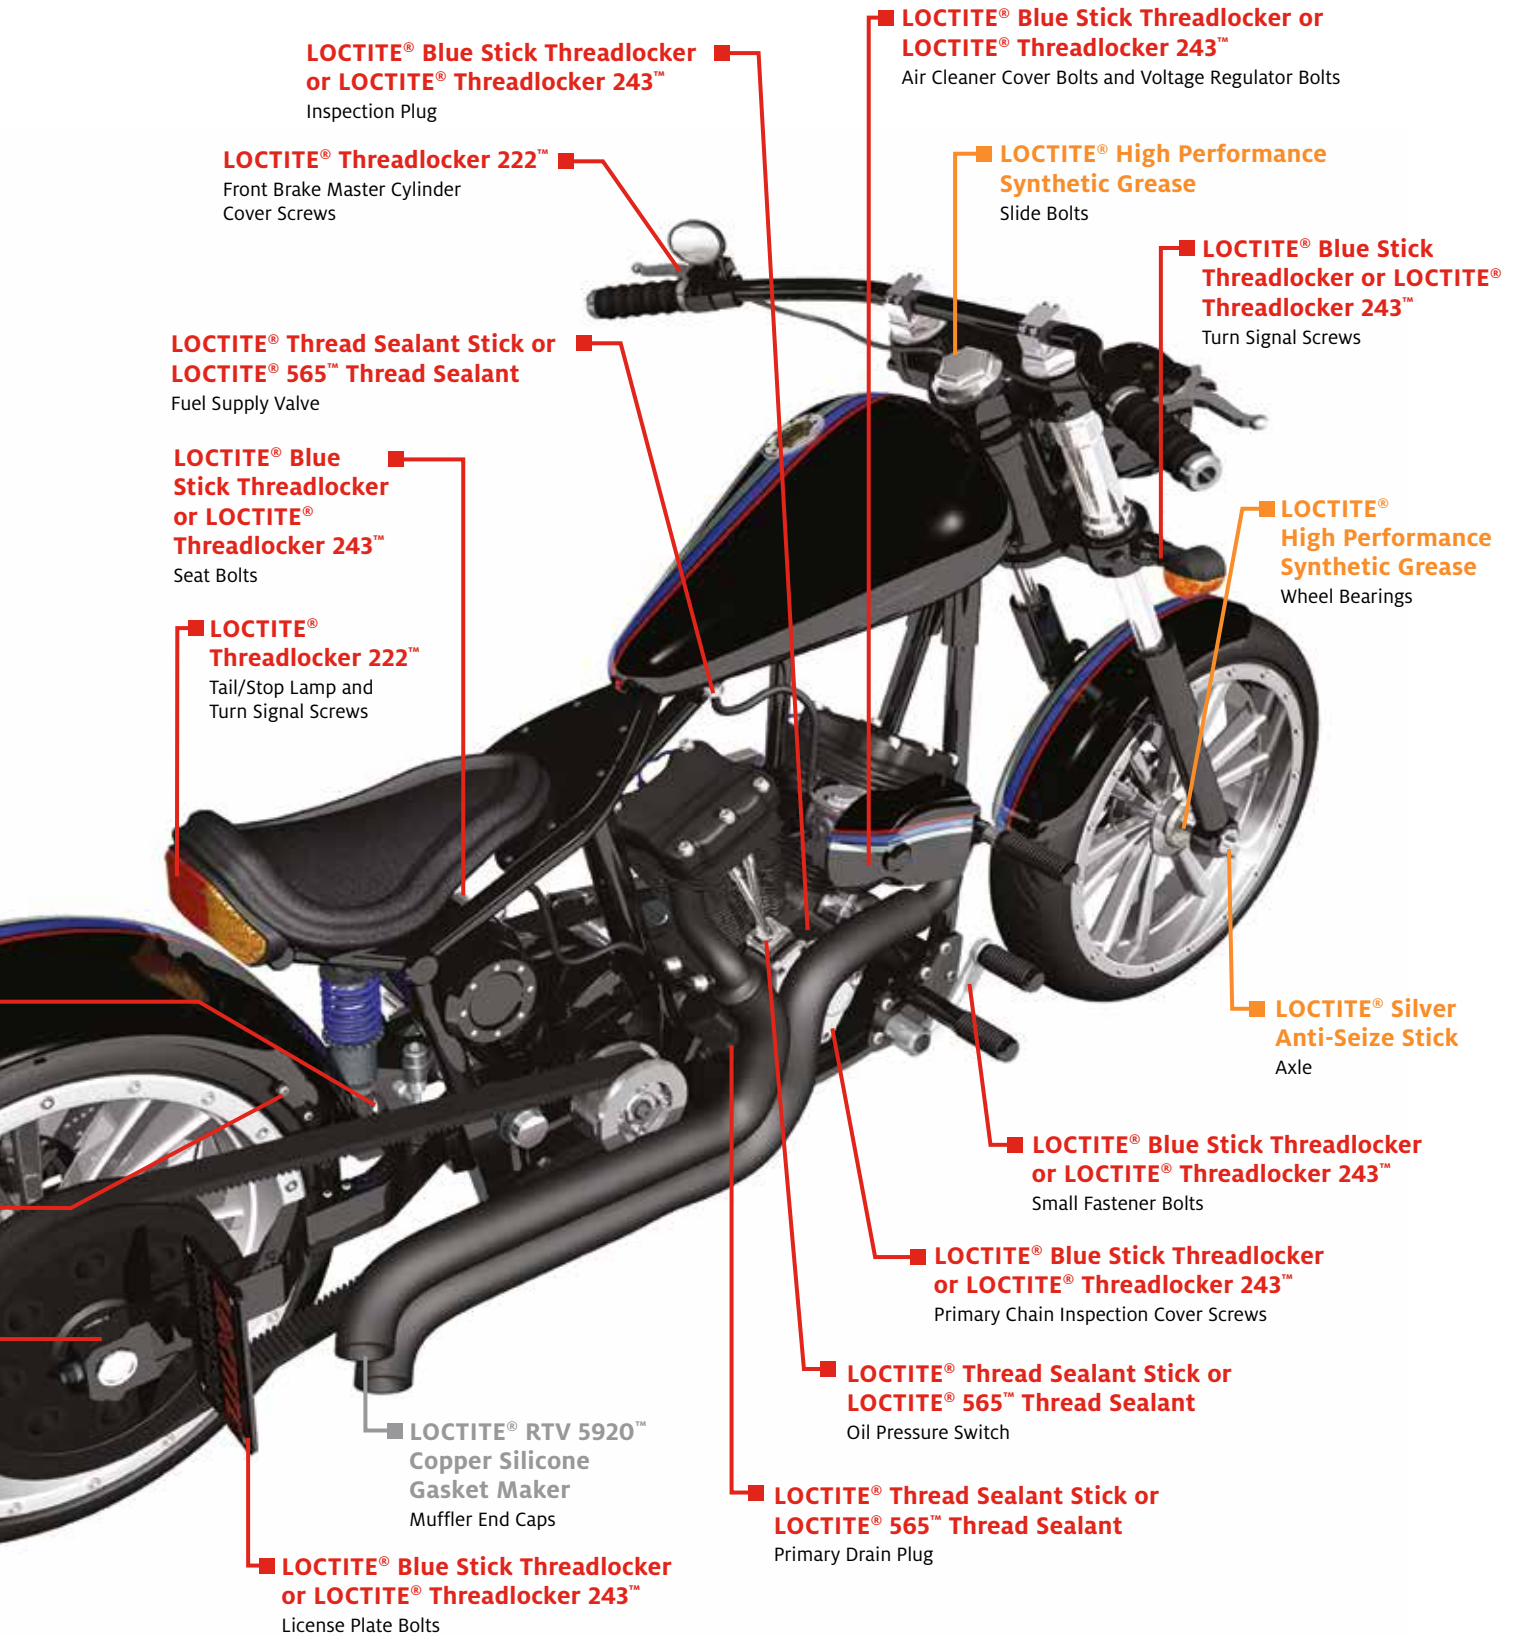 LOCTITE® Blue Stick Threadlocker or
LOCTITE® Threadlocker 243™
Air Cleaner Cover Bolts and Voltage Regulator Bolts
LOCTITE® Blue Stick Threadlocker
or LOCTITE® Threadlocker 243™
Inspection Plug
LOCTITE® Threadlocker 222™
Front Brake Master Cylinder
Cover Screws
LOCTITE® High Performance
Synthetic Grease
Slide Bolts
LOCTITE® Blue Stick
Threadlocker or LOCTITE®
Threadlocker 243™
Turn Signal Screws
LOCTITE® Thread Sealant Stick or
LOCTITE® 565™ Thread Sealant
Fuel Supply Valve
LOCTITE® Blue
Stick Threadlocker
or LOCTITE®
Threadlocker 243™
Seat Bolts
LOCTITE®
High Performance
Synthetic Grease
Wheel Bearings
LOCTITE®
Threadlocker 222™
Tail/Stop Lamp and
Turn Signal Screws
LOCTITE® Silver
Anti-Seize Stick
Axle
LOCTITE® Blue Stick Threadlocker
or LOCTITE® Threadlocker 243™
Small Fastener Bolts
LOCTITE® Blue Stick Threadlocker
or LOCTITE® Threadlocker 243™
Primary Chain Inspection Cover Screws
LOCTITE® Thread Sealant Stick or
LOCTITE® 565™ Thread Sealant
Oil Pressure Switch
LOCTITE® RTV 5920™
Copper Silicone
Gasket Maker
Muffler End Caps
LOCTITE® Thread Sealant Stick or
LOCTITE® 565™ Thread Sealant
Primary Drain Plug
LOCTITE® Blue Stick Threadlocker
or LOCTITE® Threadlocker 243™
License Plate Bolts